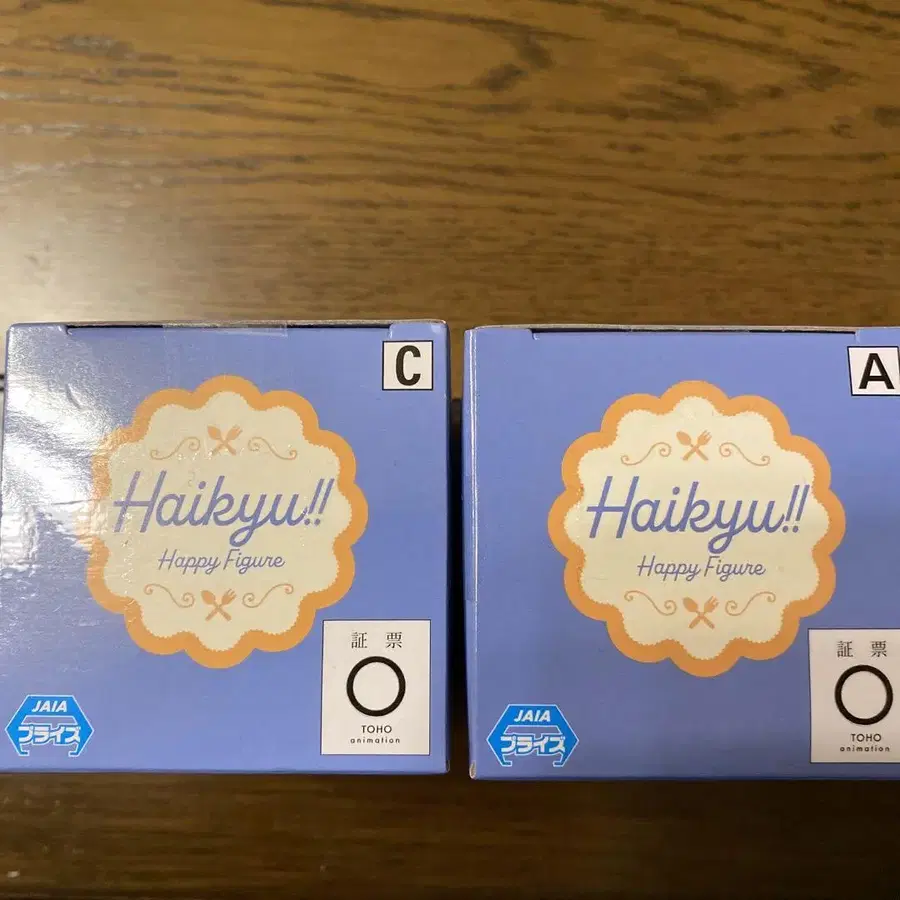 C
Haikyu!!
Happy Figure
証票
TOHO
animation
JAIA
プライズ
A
Haikyu!!
Happy Figure
証票
TOHO
animation
JAIA
プライズ